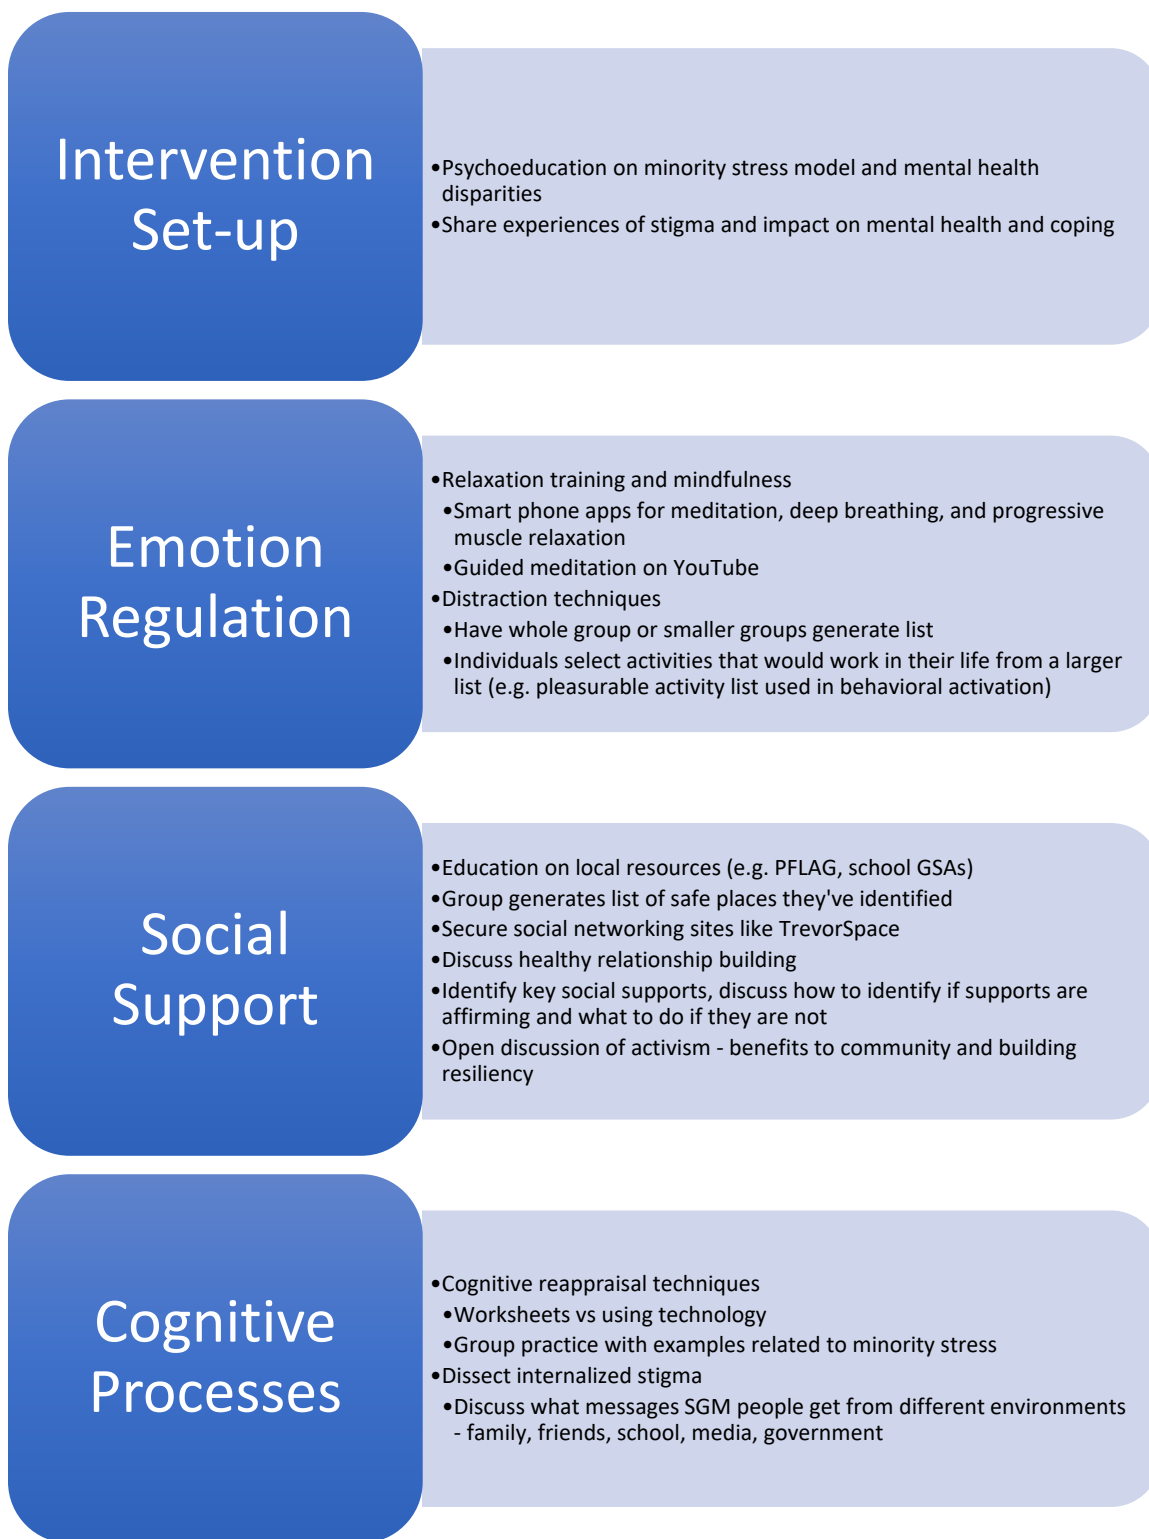 Intervention
Set-up
•Psychoeducation on minority stress model and mental health
disparities
•Share experiences of stigma and impact on mental health and coping
Emotion
Regulation
•Relaxation training and mindfulness
•Smart phone apps for meditation, deep breathing, and progressive
muscle relaxation
•Guided meditation on YouTube
•Distraction techniques
•Have whole group or smaller groups generate list
•Individuals select activities that would work in their life from a larger
list (e.g. pleasurable activity list used in behavioral activation)
Social
Support
•Education on local resources (e.g. PFLAG, school GSAs)
•Group generates list of safe places they've identified
•Secure social networking sites like TrevorSpace
•Discuss healthy relationship building
•Identify key social supports, discuss how to identify if supports are
affirming and what to do if they are not
•Open discussion of activism - benefits to community and building
resiliency
Cognitive
Processes
•Cognitive reappraisal techniques
•Worksheets vs using technology
•Group practice with examples related to minority stress
•Dissect internalized stigma
•Discuss what messages SGM people get from different environments
- family, friends, school, media, government